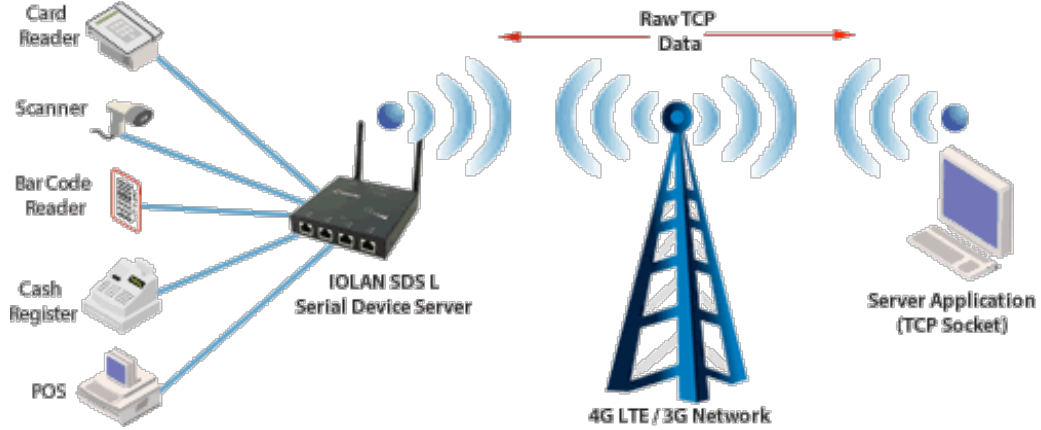 Card
Reader
Scanner
Bar Code
Reader
Cash
Register
POS
IOLAN SDS L
Serial Device Server
Raw TCP
Data
4G LTE / 3G Network
Server Application
(TCP Socket)